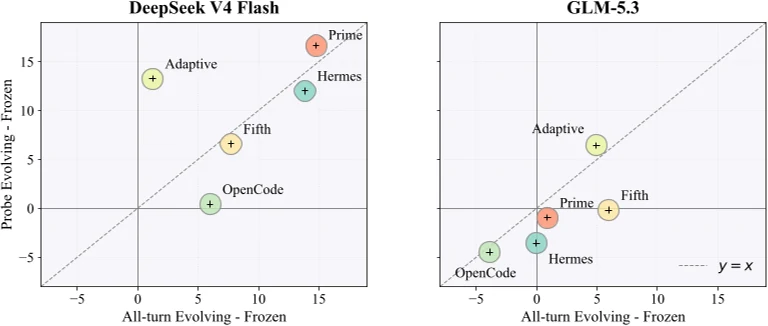 DeepSeek V4 Flash
Probe Evolving - Frozen
15
10
5
0
−5
Prime
Adaptive
Hermes
Fifth
OpenCode
−5 0 5 10 15
All-turn Evolving - Frozen
GLM-5.3
Adaptive
Fifth
Prime
Hermes
OpenCode
y = x
−5 0 5 10 15
All-turn Evolving - Frozen